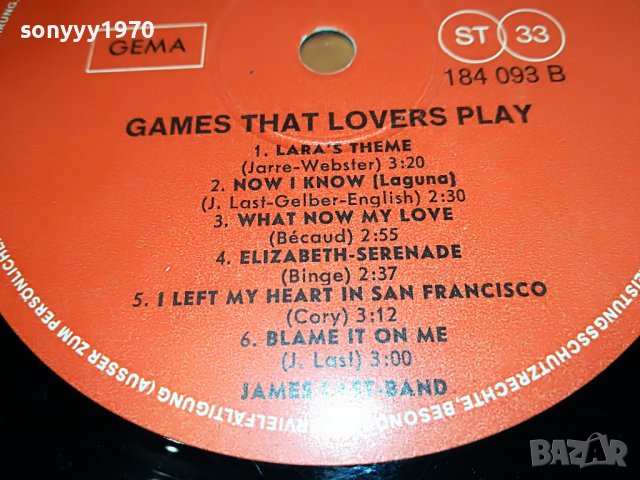 sonyyy1970
GEMA
ST 33
184 093 B
GAMES THAT LOVERS PLAY
1. LARA'S THEME
(Jarre-Webster) 3:20
2. NOW I KNOW (Laguna)
(J. Last-Gelber-English) 2:30
3. WHAT NOW MY LOVE
(Bécaud) 2:55
4. ELIZABETH-SERENADE
(Binge) 2:37
5. I LEFT MY HEART IN SAN FRANCISCO
(Cory) 3:12
6. BLAME IT ON ME
(J. Last) 3:00
JAMES LAST-BAND
LEISTUNGSSCHUTZRECHTE, BESON
ERVIELFÄLTIGUNG (AUSSER ZUM PERSÖNLICHE
BAZAR